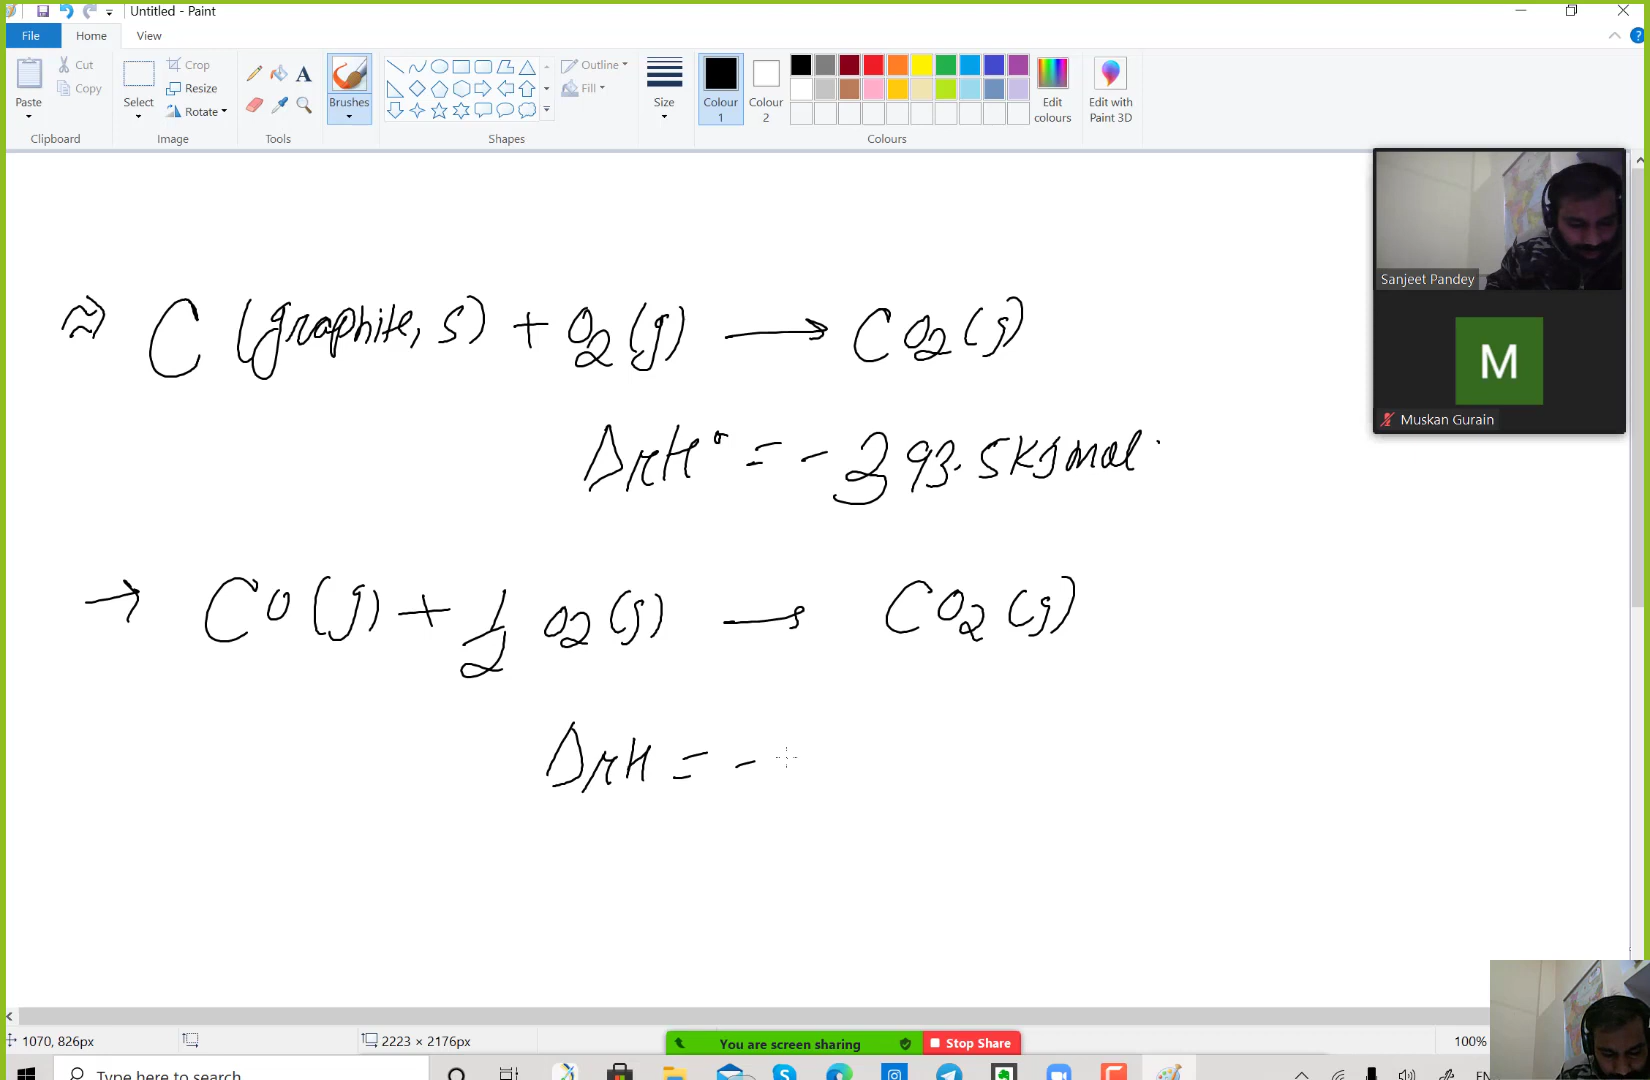 Untitled - Paint
File Home View
Paste Cut Copy Clipboard
Select Crop Resize Rotate Image
Tools
Brushes
Outline Fill Shapes
Size
Colour 1 Colour 2 Edit colours Colours
Edit with Paint 3D
Sanjeet Pandey
M
Muskan Gurain
C (graphite, s) + O2 (g) → CO2 (g)
ΔrH° = - 393.5 KJ mol
→ CO (g) + 1/2 O2 (g) → CO2 (g)
ΔrH = -
1070, 826px 2223 × 2176px You are screen sharing Stop Share 100%
Type here to search